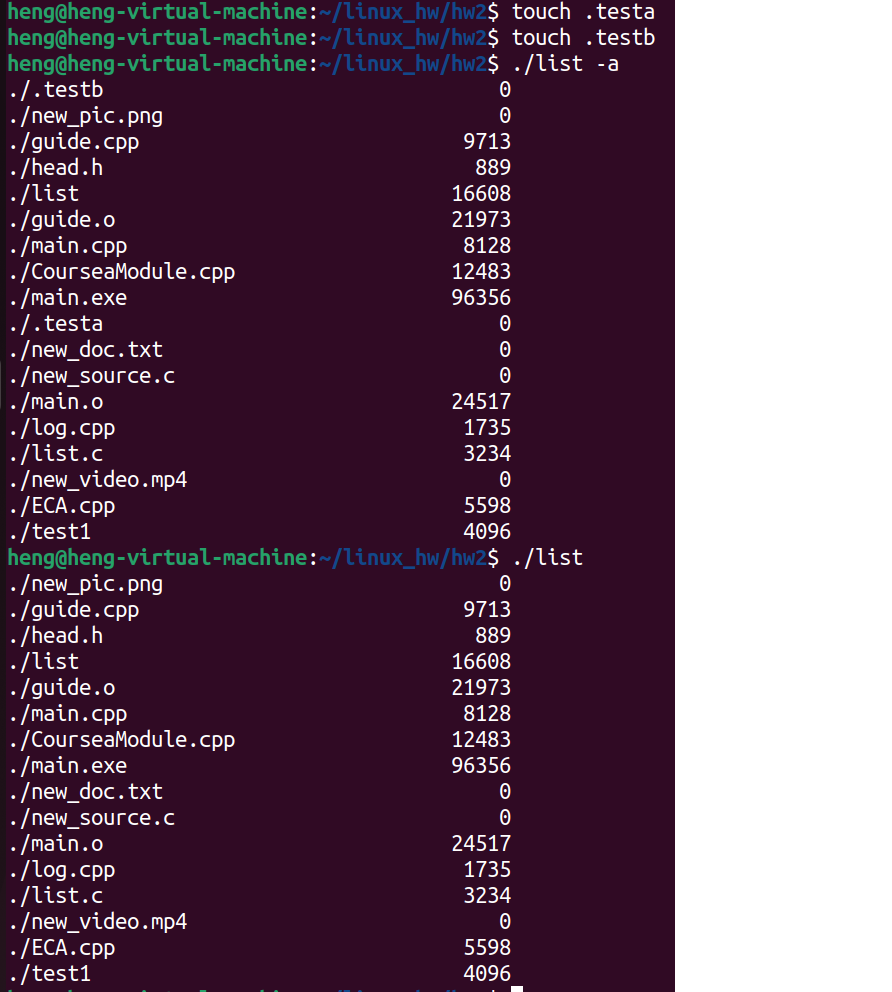 heng@heng-virtual-machine:~/linux_hw/hw2$ touch .testa
heng@heng-virtual-machine:~/linux_hw/hw2$ touch .testb
heng@heng-virtual-machine:~/linux_hw/hw2$ ./list -a
./.testb 0
./new_pic.png 0
./guide.cpp 9713
./head.h 889
./list 16608
./guide.o 21973
./main.cpp 8128
./CourseaModule.cpp 12483
./main.exe 96356
./.testa 0
./new_doc.txt 0
./new_source.c 0
./main.o 24517
./log.cpp 1735
./list.c 3234
./new_video.mp4 0
./ECA.cpp 5598
./test1 4096
heng@heng-virtual-machine:~/linux_hw/hw2$ ./list
./new_pic.png 0
./guide.cpp 9713
./head.h 889
./list 16608
./guide.o 21973
./main.cpp 8128
./CourseaModule.cpp 12483
./main.exe 96356
./new_doc.txt 0
./new_source.c 0
./main.o 24517
./log.cpp 1735
./list.c 3234
./new_video.mp4 0
./ECA.cpp 5598
./test1 4096